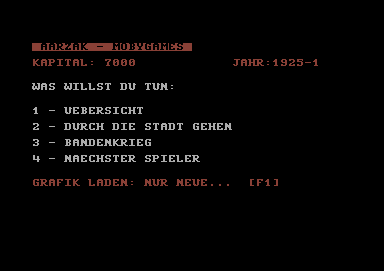 AARZAK - MOBYGAMES
KAPITAL: 7000 JAHR:1925-1
WAS WILLST DU TUN:
1 - UEBERSICHT
2 - DURCH DIE STADT GEHEN
3 - BANDENKRIEG
4 - NAECHSTER SPIELER
GRAFIK LADEN: NUR NEUE... [F1]